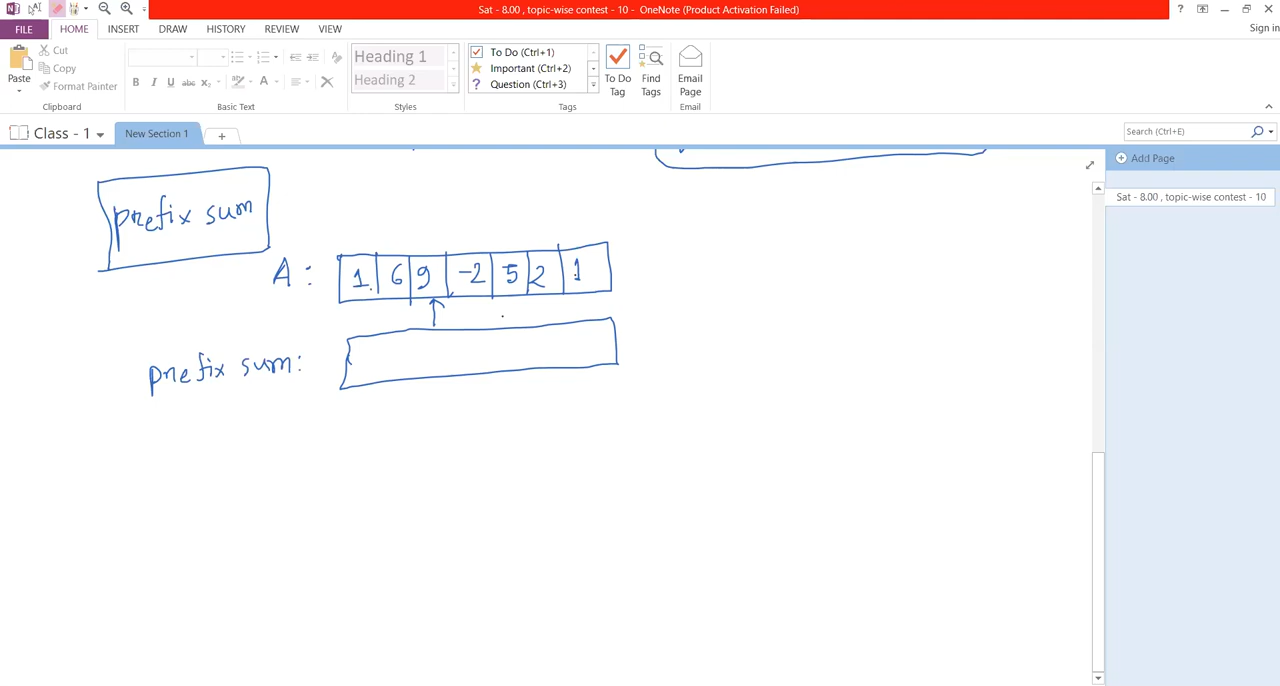 Sat - 8.00 , topic-wise contest - 10 - OneNote (Product Activation Failed)
FILE HOME INSERT DRAW HISTORY REVIEW VIEW
Sign in
Paste
Cut
Copy
Format Painter
Clipboard
B I U abc X₂ A
Basic Text
Heading 1
Heading 2
Styles
To Do (Ctrl+1)
Important (Ctrl+2)
Question (Ctrl+3)
To Do Tag
Find Tags
Tags
Email Page
Email
Class - 1
New Section 1
Search (Ctrl+E)
Add Page
Sat - 8.00 , topic-wise contest - 10
prefix sum
A : 1 6 9 -2 5 2 1
prefix sum: